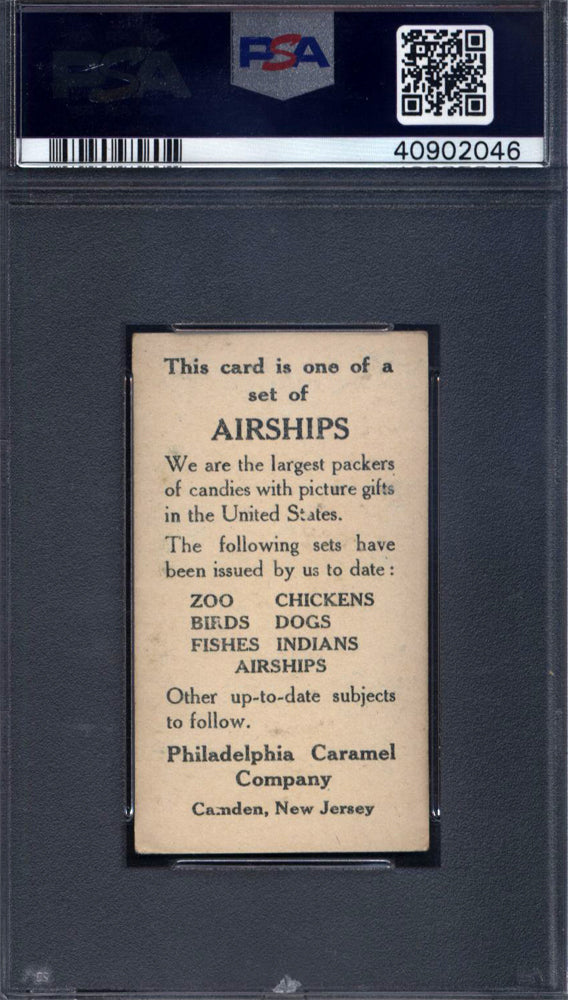 PSA
PSA
40902046
This card is one of a
set of
AIRSHIPS
We are the largest packers
of candies with picture gifts
in the United States.
The following sets have
been issued by us to date :
ZOO CHICKENS
BIRDS DOGS
FISHES INDIANS
AIRSHIPS
Other up-to-date subjects
to follow.
Philadelphia Caramel
Company
Camden, New Jersey